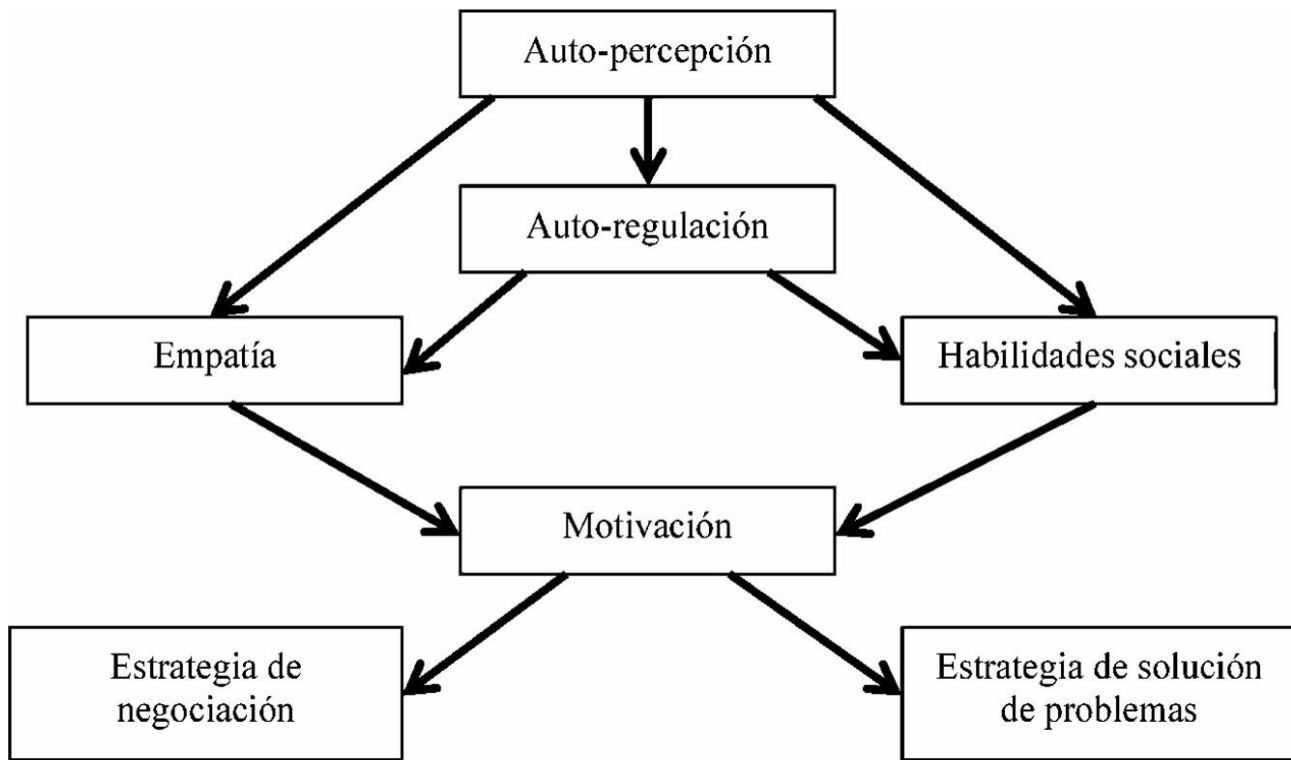 Auto-percepción
Auto-regulación
Empatía
Habilidades sociales
Motivación
Estrategia de
negociación
Estrategia de solución
de problemas